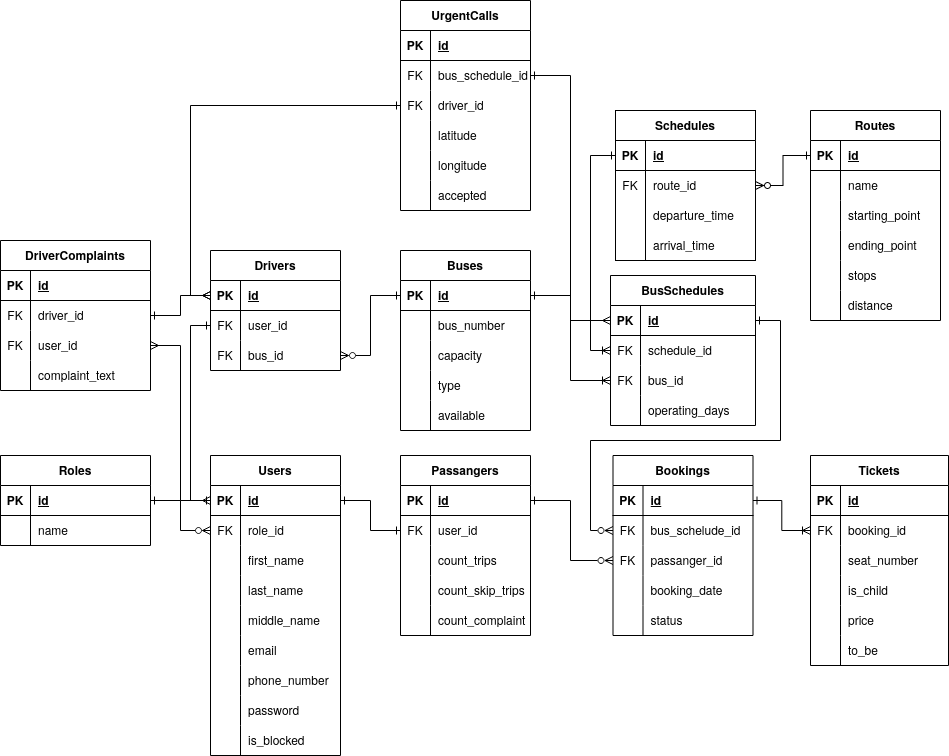 UrgentCalls
PK id
FK bus_schedule_id
FK driver_id
latitude
longitude
accepted
Schedules
PK id
FK route_id
departure_time
arrival_time
Routes
PK id
name
starting_point
ending_point
stops
distance
DriverComplaints
PK id
FK driver_id
FK user_id
complaint_text
Drivers
PK id
FK user_id
FK bus_id
Buses
PK id
bus_number
capacity
type
available
BusSchedules
PK id
FK schedule_id
FK bus_id
operating_days
Roles
PK id
name
Users
PK id
FK role_id
first_name
last_name
middle_name
email
phone_number
password
is_blocked
Passangers
PK id
FK user_id
count_trips
count_skip_trips
count_complaint
Bookings
PK id
FK bus_schelude_id
FK passanger_id
booking_date
status
Tickets
PK id
FK booking_id
seat_number
is_child
price
to_be